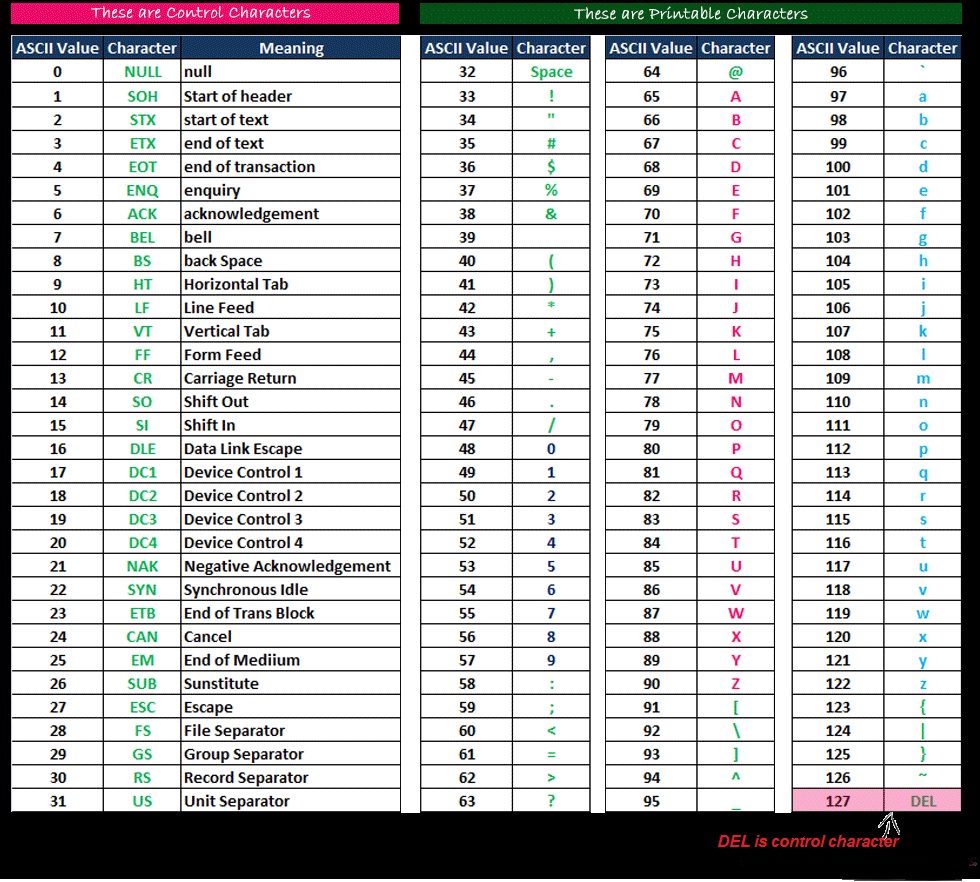 These are Control Characters These are Printable Characters
ASCII Value Character Meaning ASCII Value Character ASCII Value Character ASCII Value Character
0 NULL null 32 Space 64 @ 96 `
1 SOH Start of header 33 ! 65 A 97 a
2 STX start of text 34 " 66 B 98 b
3 ETX end of text 35 # 67 C 99 c
4 EOT end of transaction 36 $ 68 D 100 d
5 ENQ enquiry 37 % 69 E 101 e
6 ACK acknowledgement 38 & 70 F 102 f
7 BEL bell 39 71 G 103 g
8 BS back Space 40 ( 72 H 104 h
9 HT Horizontal Tab 41 ) 73 I 105 i
10 LF Line Feed 42 * 74 J 106 j
11 VT Vertical Tab 43 + 75 K 107 k
12 FF Form Feed 44 , 76 L 108 l
13 CR Carriage Return 45 - 77 M 109 m
14 SO Shift Out 46 . 78 N 110 n
15 SI Shift In 47 / 79 O 111 o
16 DLE Data Link Escape 48 0 80 P 112 p
17 DC1 Device Control 1 49 1 81 Q 113 q
18 DC2 Device Control 2 50 2 82 R 114 r
19 DC3 Device Control 3 51 3 83 S 115 s
20 DC4 Device Control 4 52 4 84 T 116 t
21 NAK Negative Acknowledgement 53 5 85 U 117 u
22 SYN Synchronous Idle 54 6 86 V 118 v
23 ETB End of Trans Block 55 7 87 W 119 w
24 CAN Cancel 56 8 88 X 120 x
25 EM End of Mediium 57 9 89 Y 121 y
26 SUB Sunstitute 58 : 90 Z 122 z
27 ESC Escape 59 ; 91 [ 123 {
28 FS File Separator 60 < 92 \ 124 |
29 GS Group Separator 61 = 93 ] 125 }
30 RS Record Separator 62 > 94 ^ 126 ~
31 US Unit Separator 63 ? 95 _ 127 DEL
DEL is control character